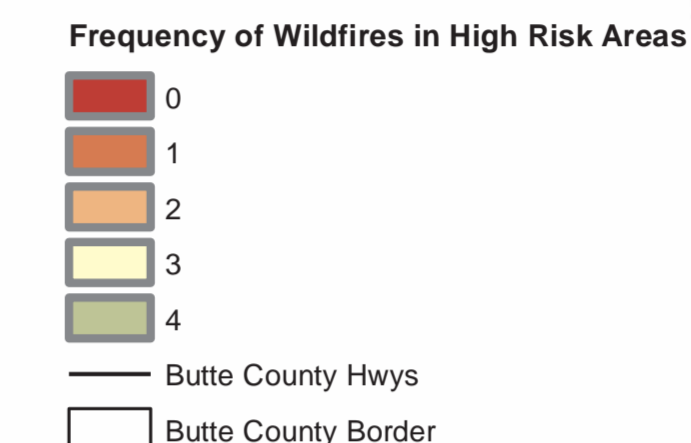 Frequency of Wildfires in High Risk Areas
0
1
2
3
4
Butte County Hwys
Butte County Border